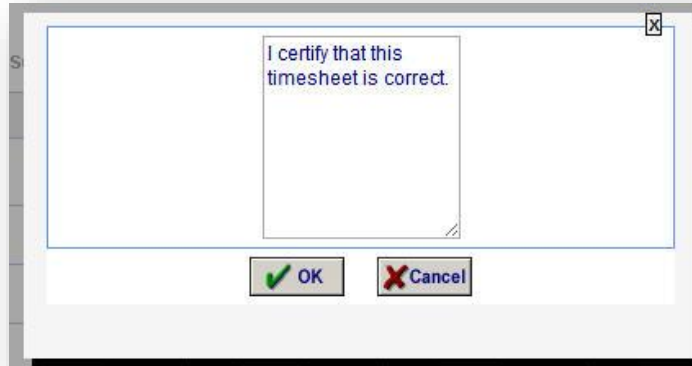 X
I certify that this
timesheet is correct.
OK
Cancel